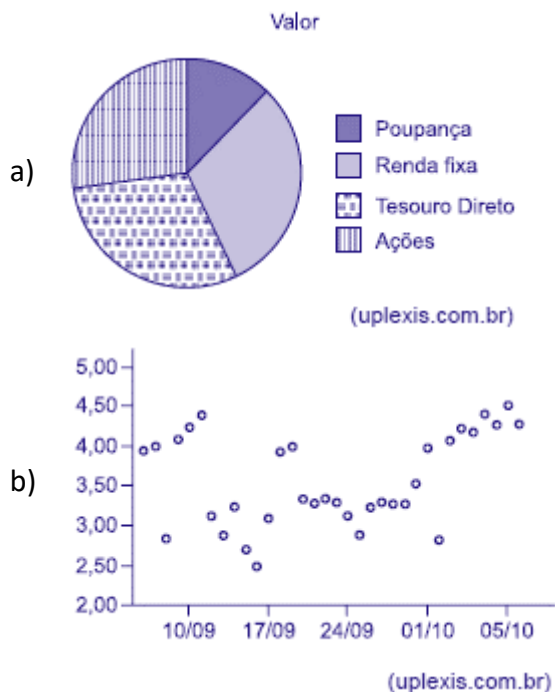 Valor
a)
Poupança
Renda fixa
Tesouro Direto
Ações
(uplexis.com.br)
b)
5,00
4,50
4,00
3,50
3,00
2,50
2,00
10/09 17/09 24/09 01/10 05/10
(uplexis.com.br)